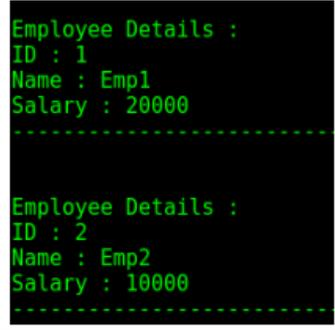 Employee Details :
ID : 1
Name : Emp1
Salary : 20000
--------------------------
Employee Details :
ID : 2
Name : Emp2
Salary : 10000
--------------------------